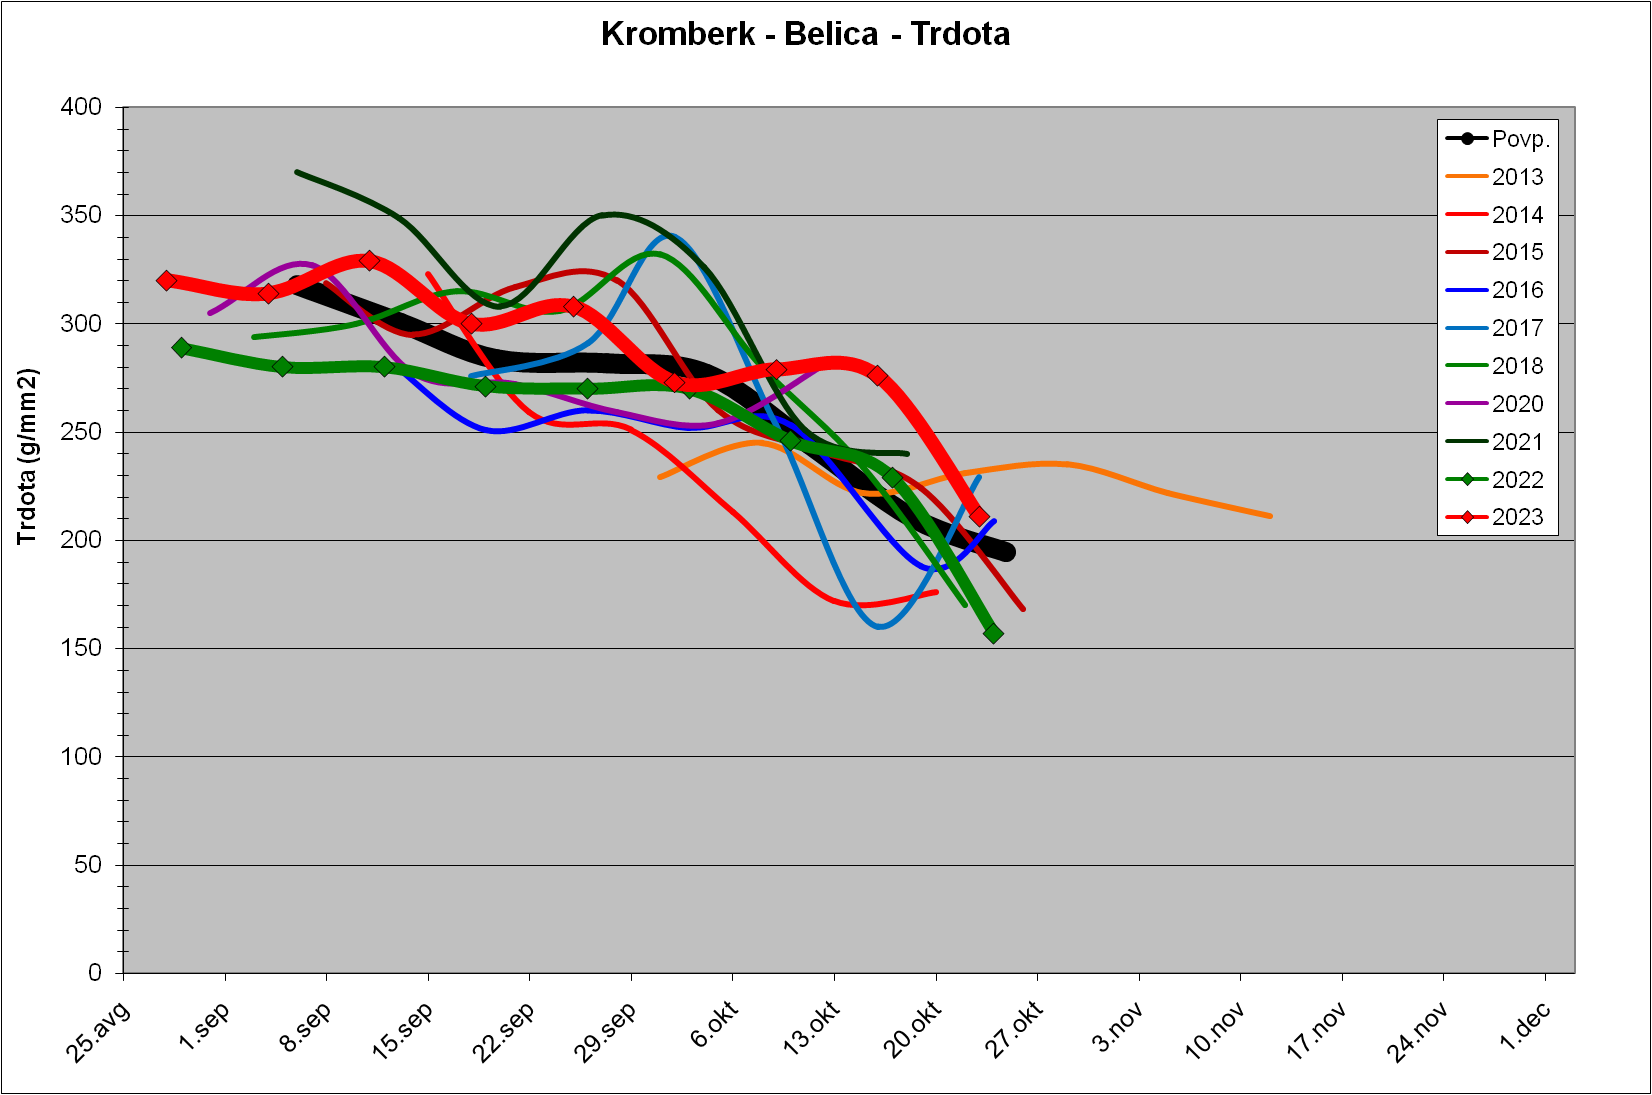 Kromberk - Belica - Trdota
Trdota (g/mm2)
400
350
300
250
200
150
100
50
0
25.avg
1.sep
8.sep
15.sep
22.sep
29.sep
6.okt
13.okt
20.okt
27.okt
3.nov
10.nov
17.nov
24.nov
1.dec
Povp.
2013
2014
2015
2016
2017
2018
2020
2021
2022
2023